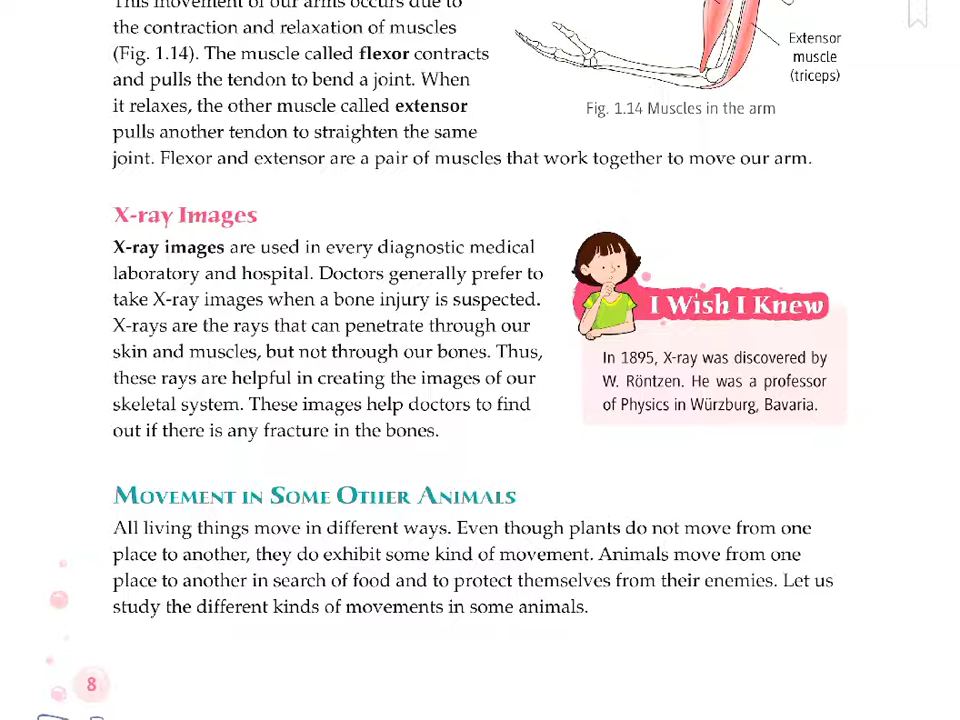 This movement of our arms occurs due to
the contraction and relaxation of muscles
(Fig. 1.14). The muscle called flexor contracts
and pulls the tendon to bend a joint. When
it relaxes, the other muscle called extensor
pulls another tendon to straighten the same
joint. Flexor and extensor are a pair of muscles that work together to move our arm.
Extensor
muscle
(triceps)
Fig. 1.14 Muscles in the arm
X-ray Images
X-ray images are used in every diagnostic medical
laboratory and hospital. Doctors generally prefer to
take X-ray images when a bone injury is suspected.
X-rays are the rays that can penetrate through our
skin and muscles, but not through our bones. Thus,
these rays are helpful in creating the images of our
skeletal system. These images help doctors to find
out if there is any fracture in the bones.
I Wish I Knew
In 1895, X-ray was discovered by
W. Röntzen. He was a professor
of Physics in Würzburg, Bavaria.
MOVEMENT IN SOME OTHER ANIMALS
All living things move in different ways. Even though plants do not move from one
place to another, they do exhibit some kind of movement. Animals move from one
place to another in search of food and to protect themselves from their enemies. Let us
study the different kinds of movements in some animals.
8